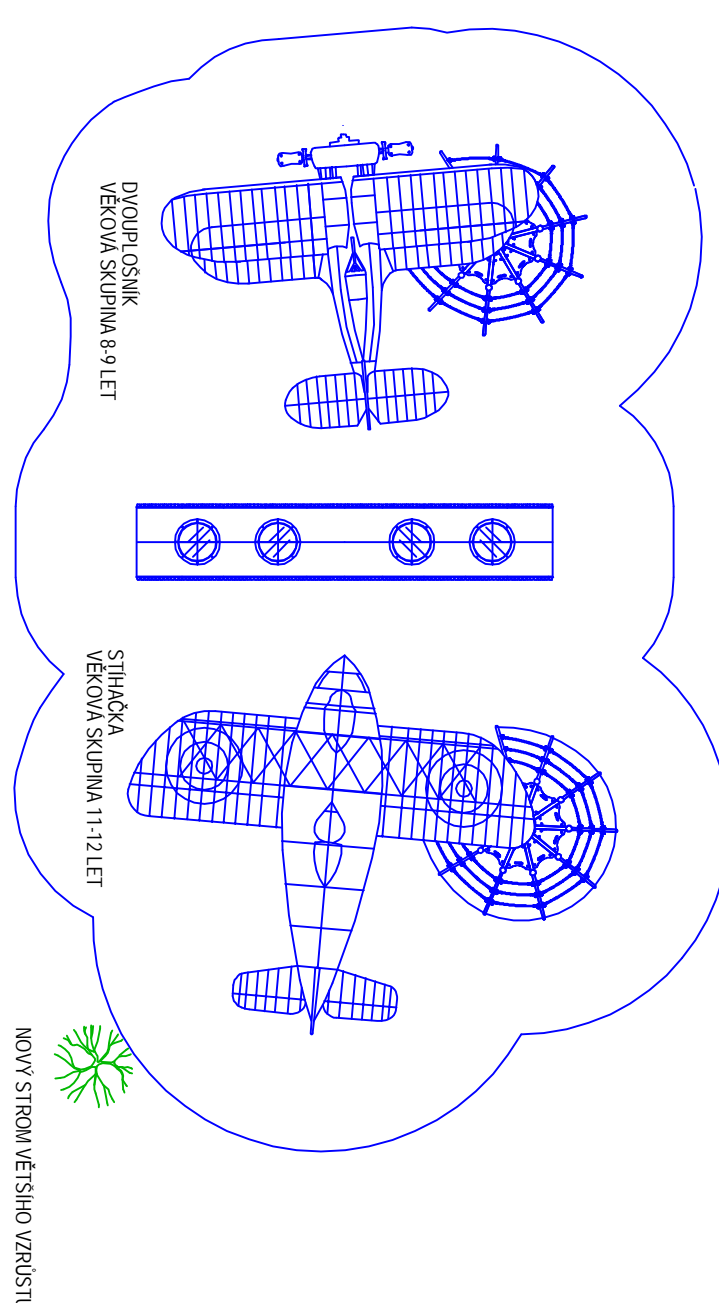 DVOUPLOŠNÍK
VĚKOVÁ SKUPINA 8-9 LET
STÍHAČKA
VĚKOVÁ SKUPINA 11-12 LET
NOVÝ STROM VĚTŠÍHO VZRŮSTU